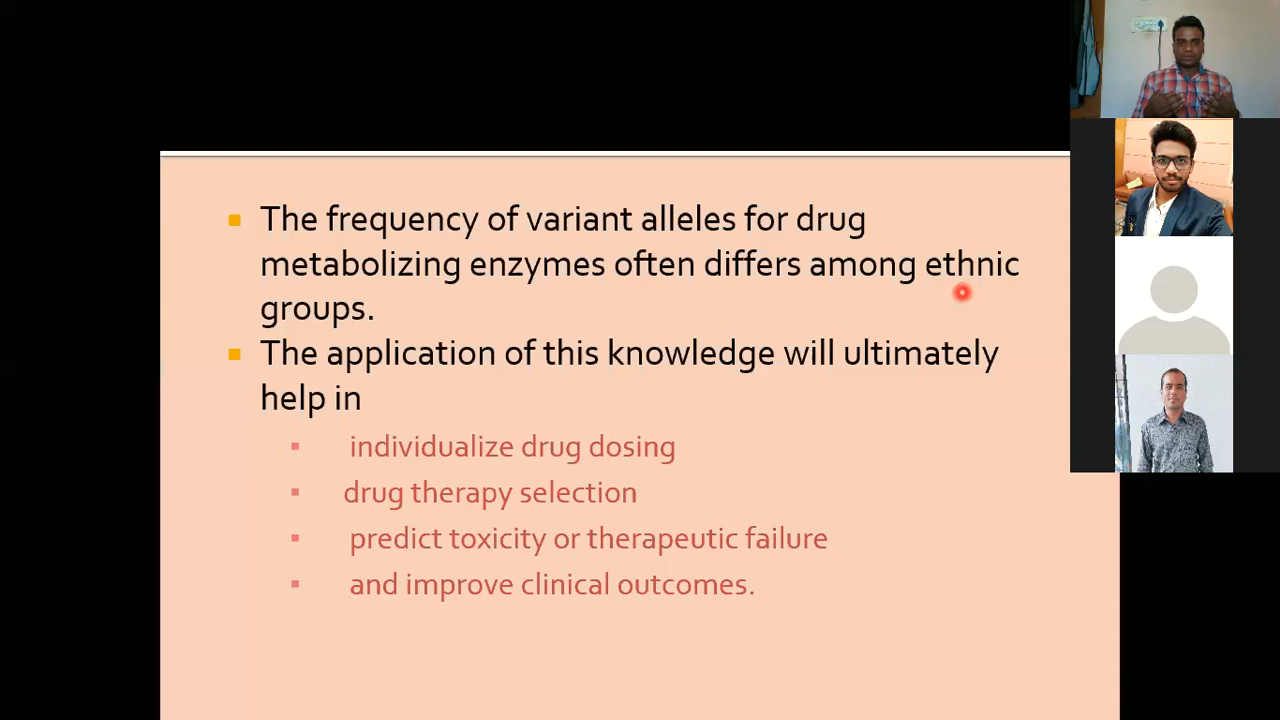 The frequency of variant alleles for drug
metabolizing enzymes often differs among ethnic
groups.
The application of this knowledge will ultimately
help in
individualize drug dosing
drug therapy selection
predict toxicity or therapeutic failure
and improve clinical outcomes.